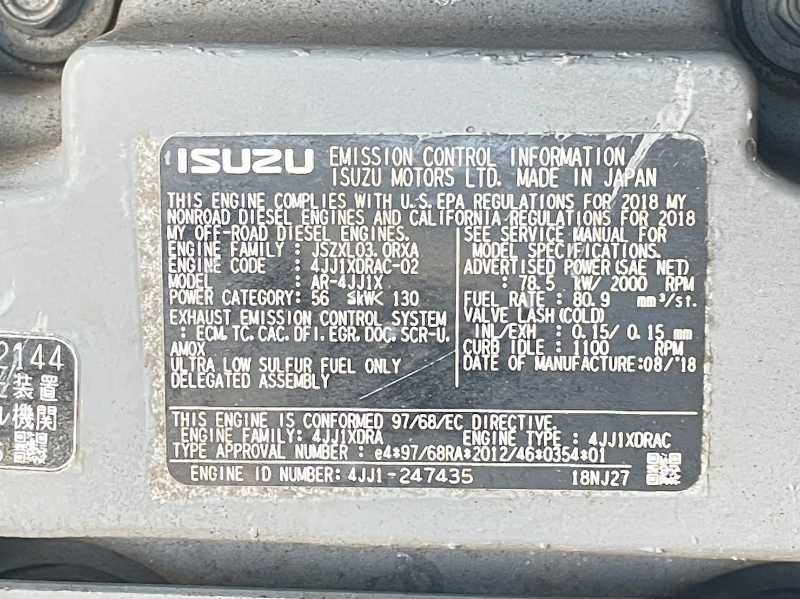 ISUZU EMISSION CONTROL INFORMATION
ISUZU MOTORS LTD. MADE IN JAPAN
THIS ENGINE COMPLIES WITH U.S. EPA REGULATIONS FOR 2018 MY
NONROAD DIESEL ENGINES AND CALIFORNIA REGULATIONS FOR 2018
MY OFF-ROAD DIESEL ENGINES.
ENGINE FAMILY : JSZXL03.0RXA
ENGINE CODE : 4JJ1XDRAC-02
MODEL : AR-4JJ1X
POWER CATEGORY: 56 ≦kW< 130
EXHAUST EMISSION CONTROL SYSTEM
: ECM, TC, CAC, DFI, EGR, DOC, SCR-U,
AMOX
ULTRA LOW SULFUR FUEL ONLY
DELEGATED ASSEMBLY
SEE SERVICE MANUAL FOR
MODEL SPECIFICATIONS.
ADVERTISED POWER(SAE NET)
: 78.5 kW/ 2000 RPM
FUEL RATE: 80.9 mm³/st.
VALVE LASH(COLD)
INL/EXH : 0.15/ 0.15 mm
CURB IDLE : 1100 RPM
DATE OF MANUFACTURE:08/'18
THIS ENGINE IS CONFORMED 97/68/EC DIRECTIVE.
ENGINE FAMILY: 4JJ1XDRA ENGINE TYPE : 4JJ1XDRAC
TYPE APPROVAL NUMBER : e4*97/68RA*2012/46*0354*01
ENGINE ID NUMBER: 4JJ1-247435 18NJ27
2144
装置
機関